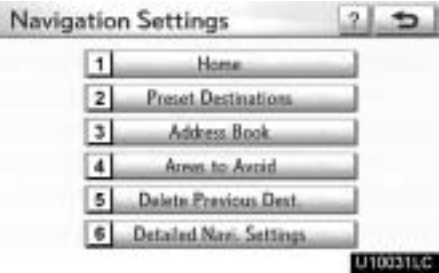 Navigation Settings ?
1 Home
2 Preset Destinations
3 Address Book
4 Areas to Avoid
5 Delete Previous Dest.
6 Detailed Navi. Settings
U10031LC